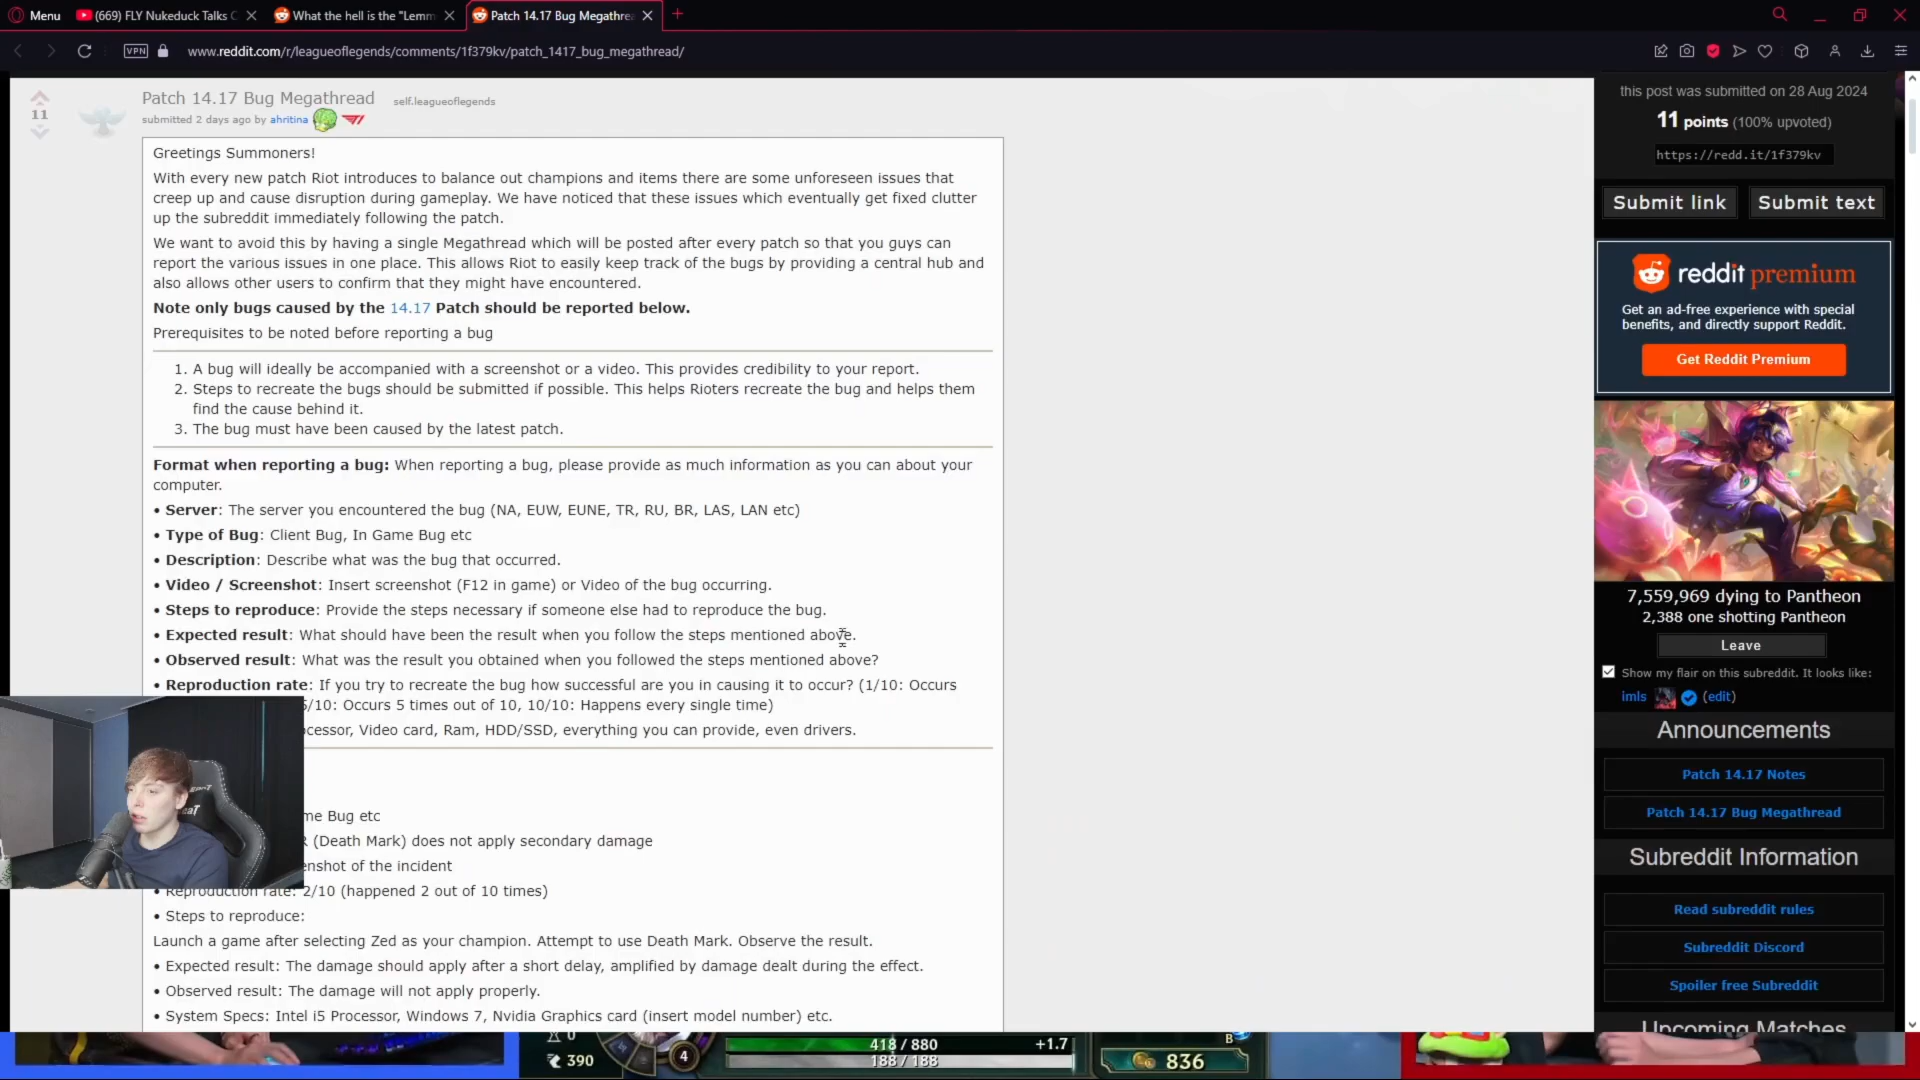 Menu
(669) FLY Nukeduck Talks
What the hell is the "Lemm
Patch 14.17 Bug Megathrea
VPN
www.reddit.com/r/leagueoflegends/comments/1f379kv/patch_1417_bug_megathread/
11
Patch 14.17 Bug Megathread self.leagueoflegends
submitted 2 days ago by ahritina
Greetings Summoners!
With every new patch Riot introduces to balance out champions and items there are some unforeseen issues that
creep up and cause disruption during gameplay. We have noticed that these issues which eventually get fixed clutter
up the subreddit immediately following the patch.
We want to avoid this by having a single Megathread which will be posted after every patch so that you guys can
report the various issues in one place. This allows Riot to easily keep track of the bugs by providing a central hub and
also allows other users to confirm that they might have encountered.
Note only bugs caused by the 14.17 Patch should be reported below.
Prerequisites to be noted before reporting a bug
1. A bug will ideally be accompanied with a screenshot or a video. This provides credibility to your report.
2. Steps to recreate the bugs should be submitted if possible. This helps Rioters recreate the bug and helps them
find the cause behind it.
3. The bug must have been caused by the latest patch.
Format when reporting a bug: When reporting a bug, please provide as much information as you can about your
computer.
• Server: The server you encountered the bug (NA, EUW, EUNE, TR, RU, BR, LAS, LAN etc)
• Type of Bug: Client Bug, In Game Bug etc
• Description: Describe what was the bug that occurred.
• Video / Screenshot: Insert screenshot (F12 in game) or Video of the bug occurring.
• Steps to reproduce: Provide the steps necessary if someone else had to reproduce the bug.
• Expected result: What should have been the result when you follow the steps mentioned above.
• Observed result: What was the result you obtained when you followed the steps mentioned above?
• Reproduction rate: If you try to recreate the bug how successful are you in causing it to occur? (1/10: Occurs
5/10: Occurs 5 times out of 10, 10/10: Happens every single time)
cessor, Video card, Ram, HDD/SSD, everything you can provide, even drivers.
me Bug etc
R (Death Mark) does not apply secondary damage
enshot of the incident
• Reproduction rate: 2/10 (happened 2 out of 10 times)
• Steps to reproduce:
Launch a game after selecting Zed as your champion. Attempt to use Death Mark. Observe the result.
• Expected result: The damage should apply after a short delay, amplified by damage dealt during the effect.
• Observed result: The damage will not apply properly.
• System Specs: Intel i5 Processor, Windows 7, Nvidia Graphics card (insert model number) etc.
this post was submitted on 28 Aug 2024
11 points (100% upvoted)
https://redd.it/1f379kv
Submit link
Submit text
reddit premium
Get an ad-free experience with special
benefits, and directly support Reddit.
Get Reddit Premium
7,559,969 dying to Pantheon
2,388 one shotting Pantheon
Leave
Show my flair on this subreddit. It looks like:
imls (edit)
Announcements
Patch 14.17 Notes
Patch 14.17 Bug Megathread
Subreddit Information
Read subreddit rules
Subreddit Discord
Spoiler free Subreddit
Upcoming Matches
0
390
4
418 / 880
+1.7
188 / 188
B
836